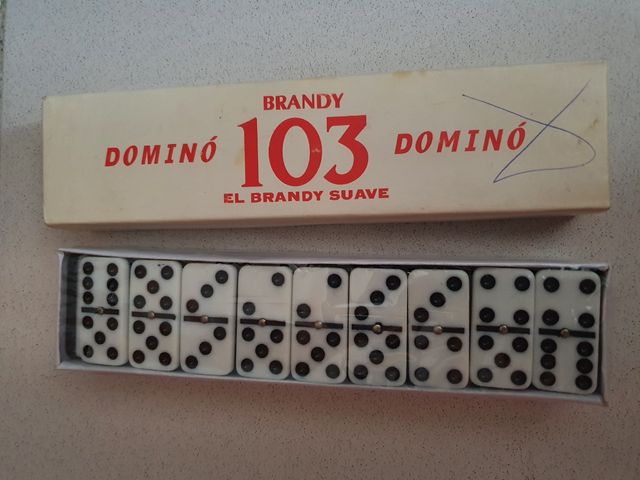 BRANDY
DOMINÓ 103 DOMINÓ
EL BRANDY SUAVE